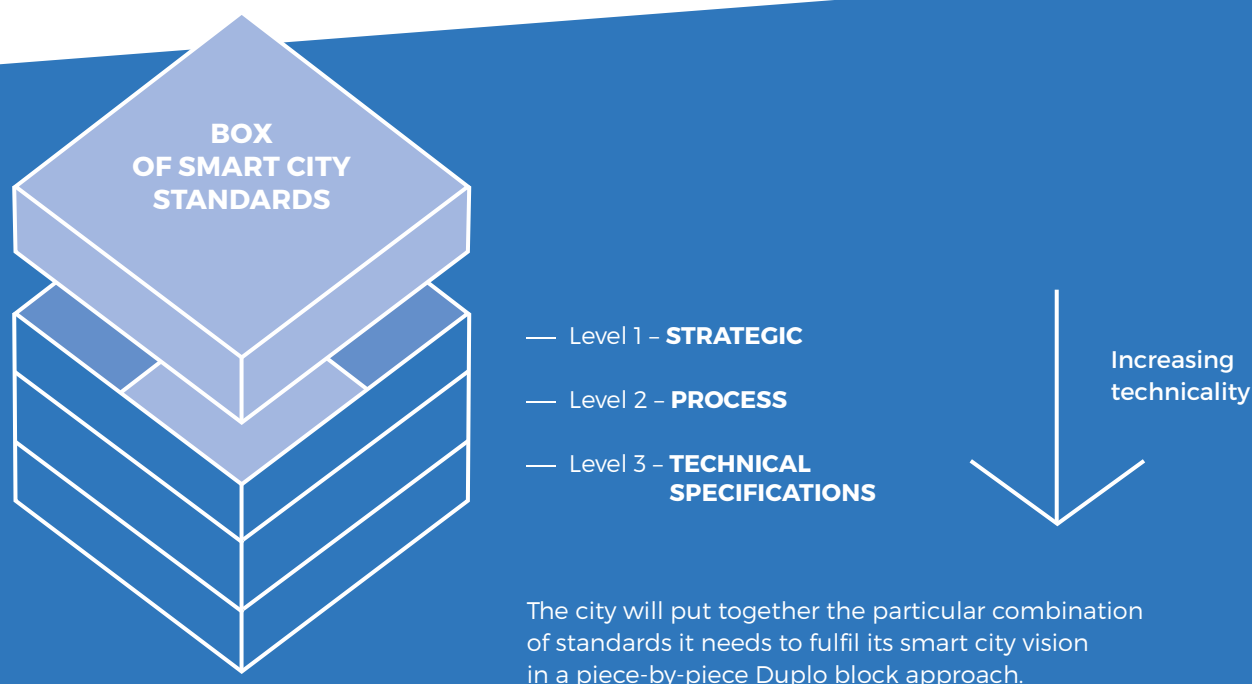 BOX
OF SMART CITY
STANDARDS
Level 1 – STRATEGIC
Level 2 – PROCESS
Level 3 – TECHNICAL
SPECIFICATIONS
Increasing
technicality
The city will put together the particular combination
of standards it needs to fulfil its smart city vision
in a piece-by-piece Duplo block approach.